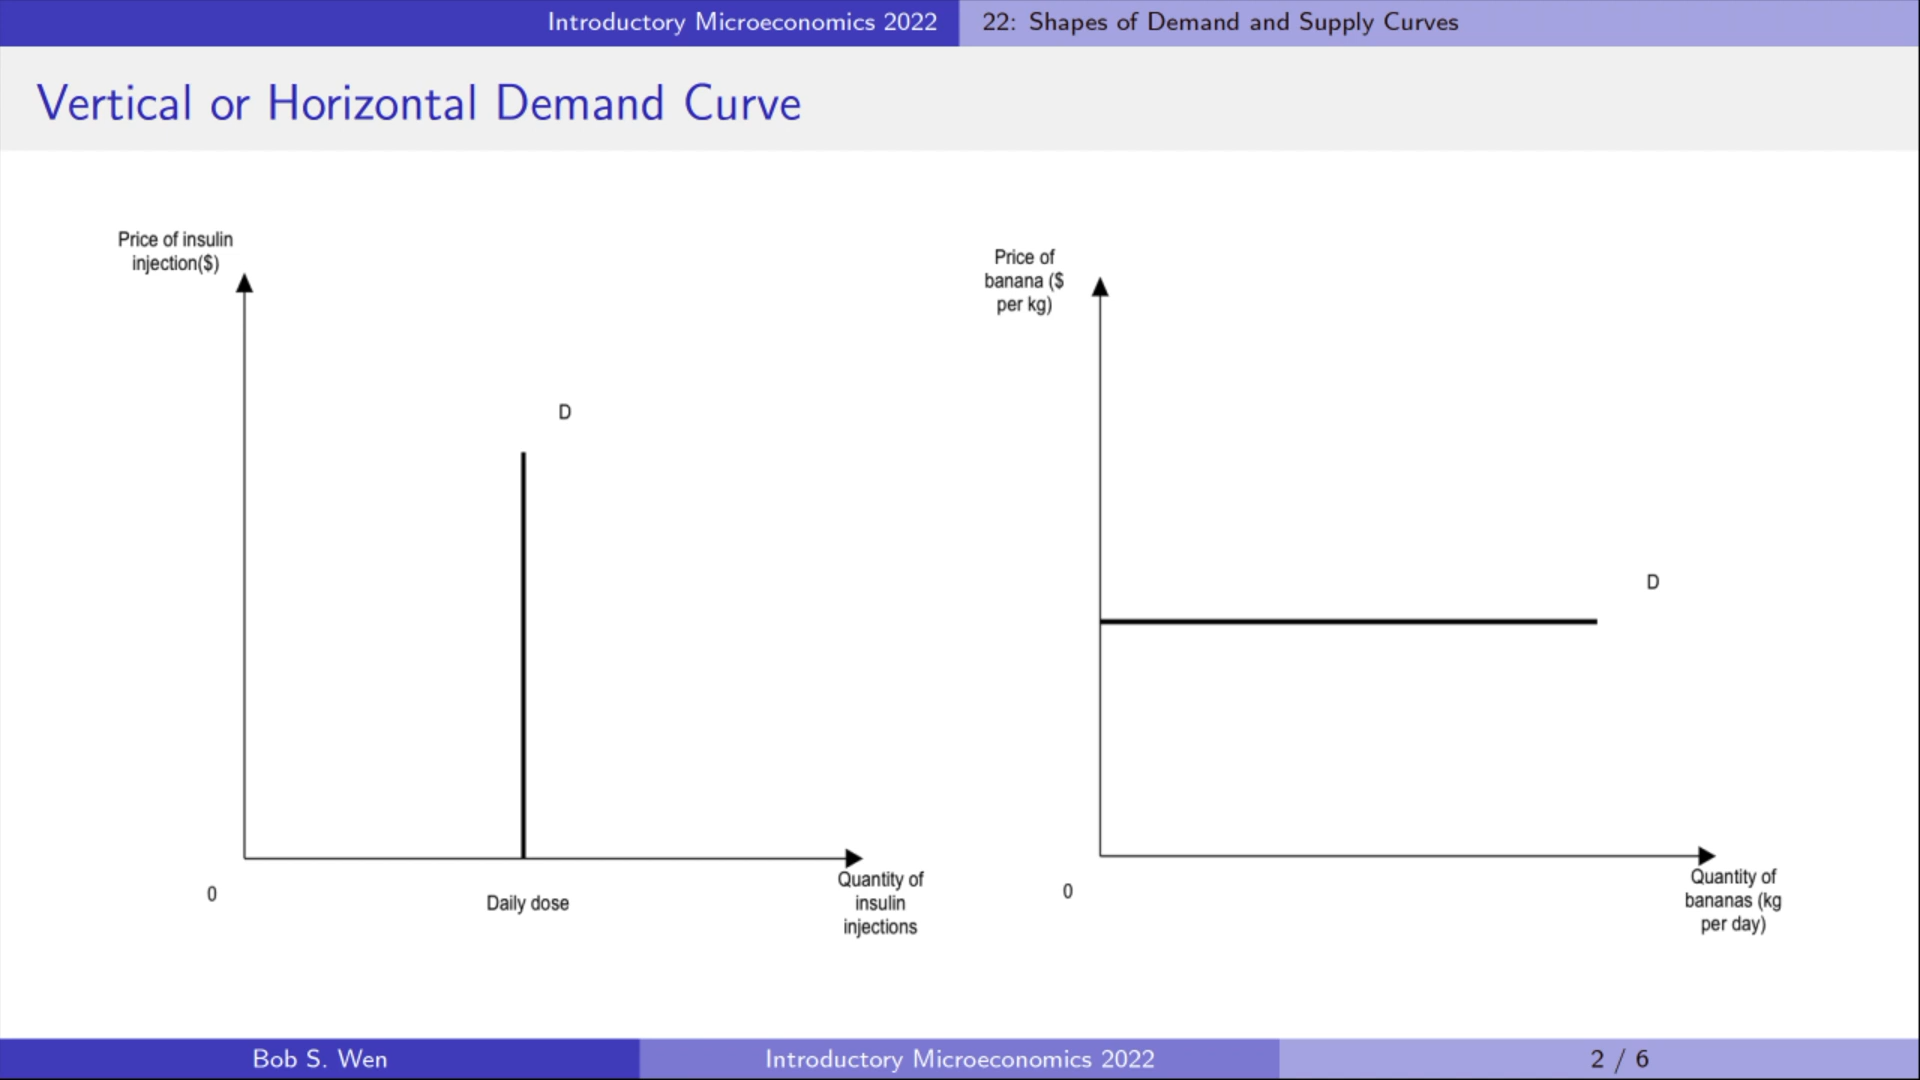 Introductory Microeconomics 2022
22: Shapes of Demand and Supply Curves
Vertical or Horizontal Demand Curve
Price of insulin
injection($)
D
0
Daily dose
Quantity of
insulin
injections
Price of
banana ($
per kg)
D
0
Quantity of
bananas (kg
per day)
Bob S. Wen
Introductory Microeconomics 2022
2 / 6